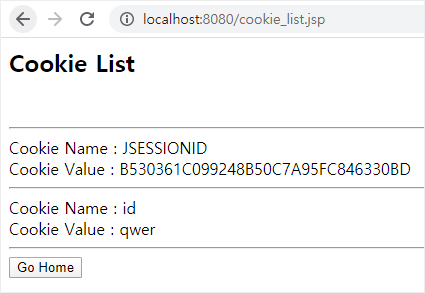 localhost:8080/cookie_list.jsp
Cookie List
Cookie Name : JSESSIONID
Cookie Value : B530361C099248B50C7A95FC846330BD
Cookie Name : id
Cookie Value : qwer
Go Home